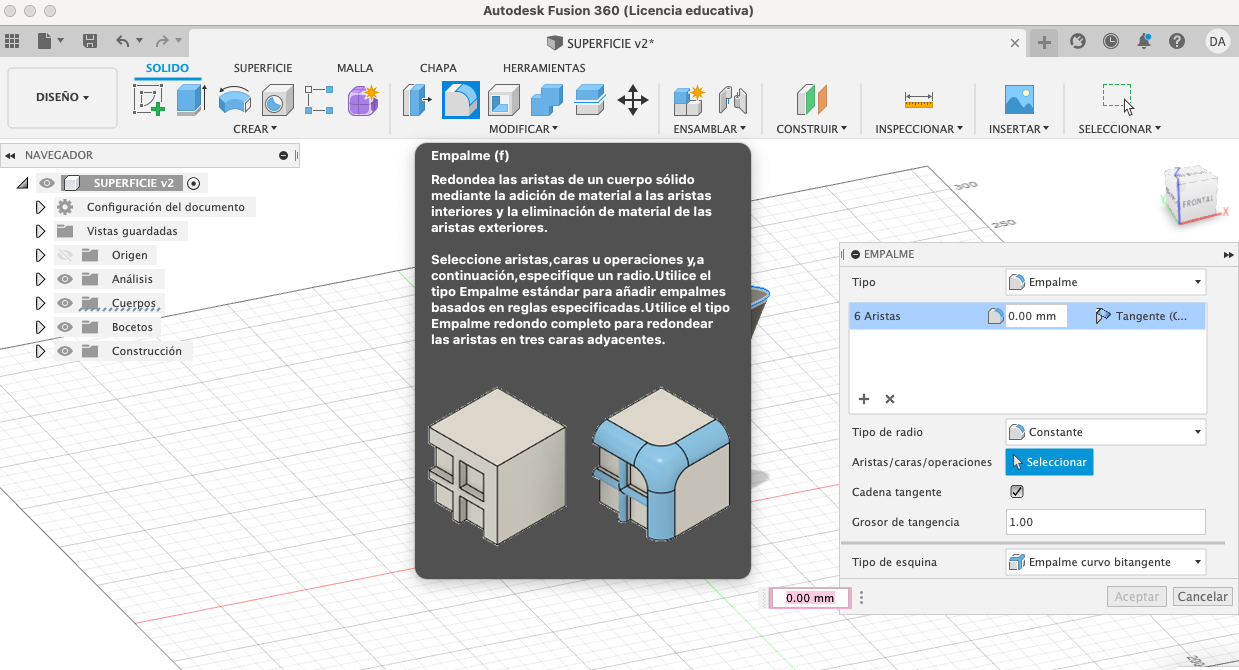 Autodesk Fusion 360 (Licencia educativa)
SUPERFICIE v2*
DA
DISEÑO
SOLIDO
SUPERFICIE
MALLA
CHAPA
HERRAMIENTAS
CREAR
MODIFICAR
ENSAMBLAR
CONSTRUIR
INSPECCIONAR
INSERTAR
SELECCIONAR
NAVEGADOR
SUPERFICIE v2
Configuración del documento
Vistas guardadas
Origen
Análisis
Cuerpos
Bocetos
Construcción
Empalme (f)
Redondea las aristas de un cuerpo sólido
mediante la adición de material a las aristas
interiores y la eliminación de material de las
aristas exteriores.
Seleccione aristas,caras u operaciones y,a
continuación,especifique un radio.Utilice el
tipo Empalme estándar para añadir empalmes
basados en reglas especificadas.Utilice el tipo
Empalme redondo completo para redondear
las aristas en tres caras adyacentes.
300
250
Z
FRONTAL
X
Y
EMPALME
Tipo
Empalme
6 Aristas
0.00 mm
Tangente (C...
Tipo de radio
Constante
Aristas/caras/operaciones
Seleccionar
Cadena tangente
Grosor de tangencia
1.00
Tipo de esquina
Empalme curvo bitangente
Aceptar
Cancelar
0.00 mm
200